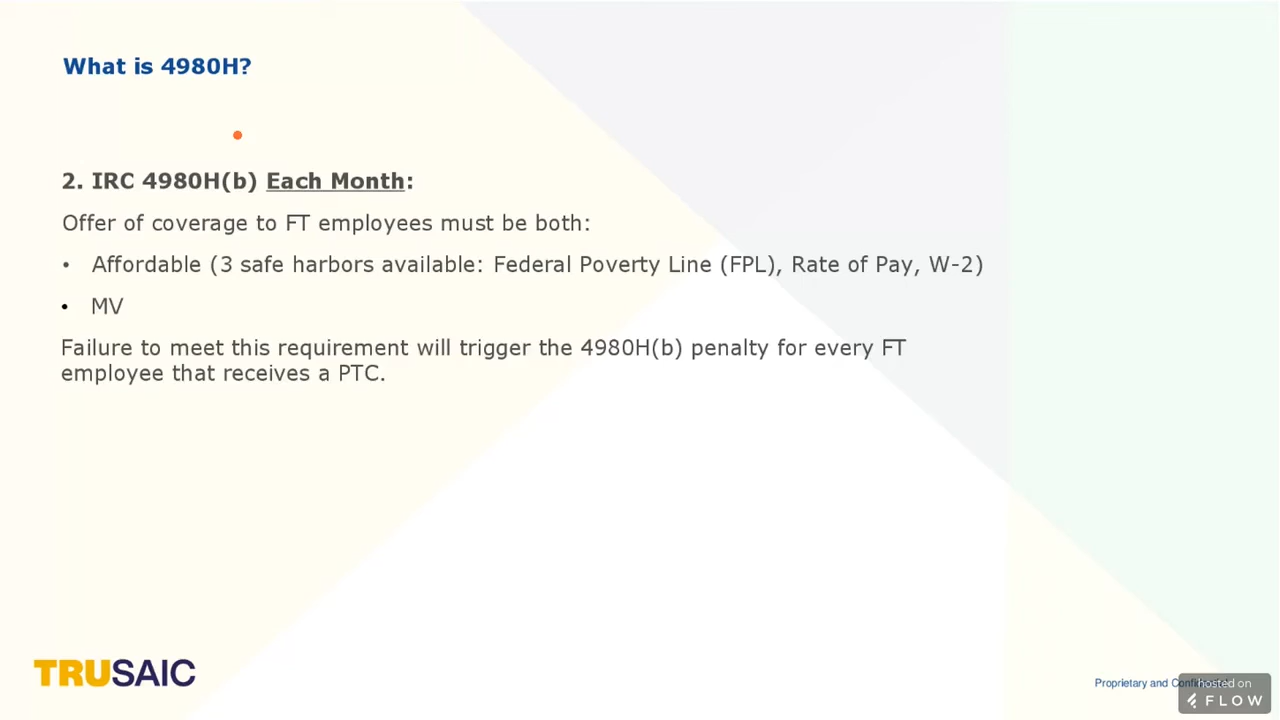 What is 4980H?
2. IRC 4980H(b) Each Month:
Offer of coverage to FT employees must be both:
• Affordable (3 safe harbors available: Federal Poverty Line (FPL), Rate of Pay, W-2)
• MV
Failure to meet this requirement will trigger the 4980H(b) penalty for every FT
employee that receives a PTC.
TRUSAIC
Proprietary and
hosted on
FLOW